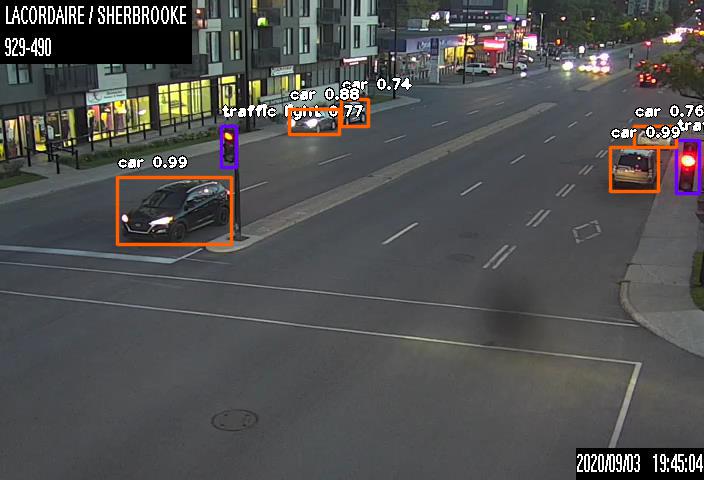 LACORDAIRE / SHERBROOKE
929-490
car 0.74
car 0.88
traffic light 0.77
car 0.76
car 0.99
traf
car 0.99
2020/09/03 19:45:04